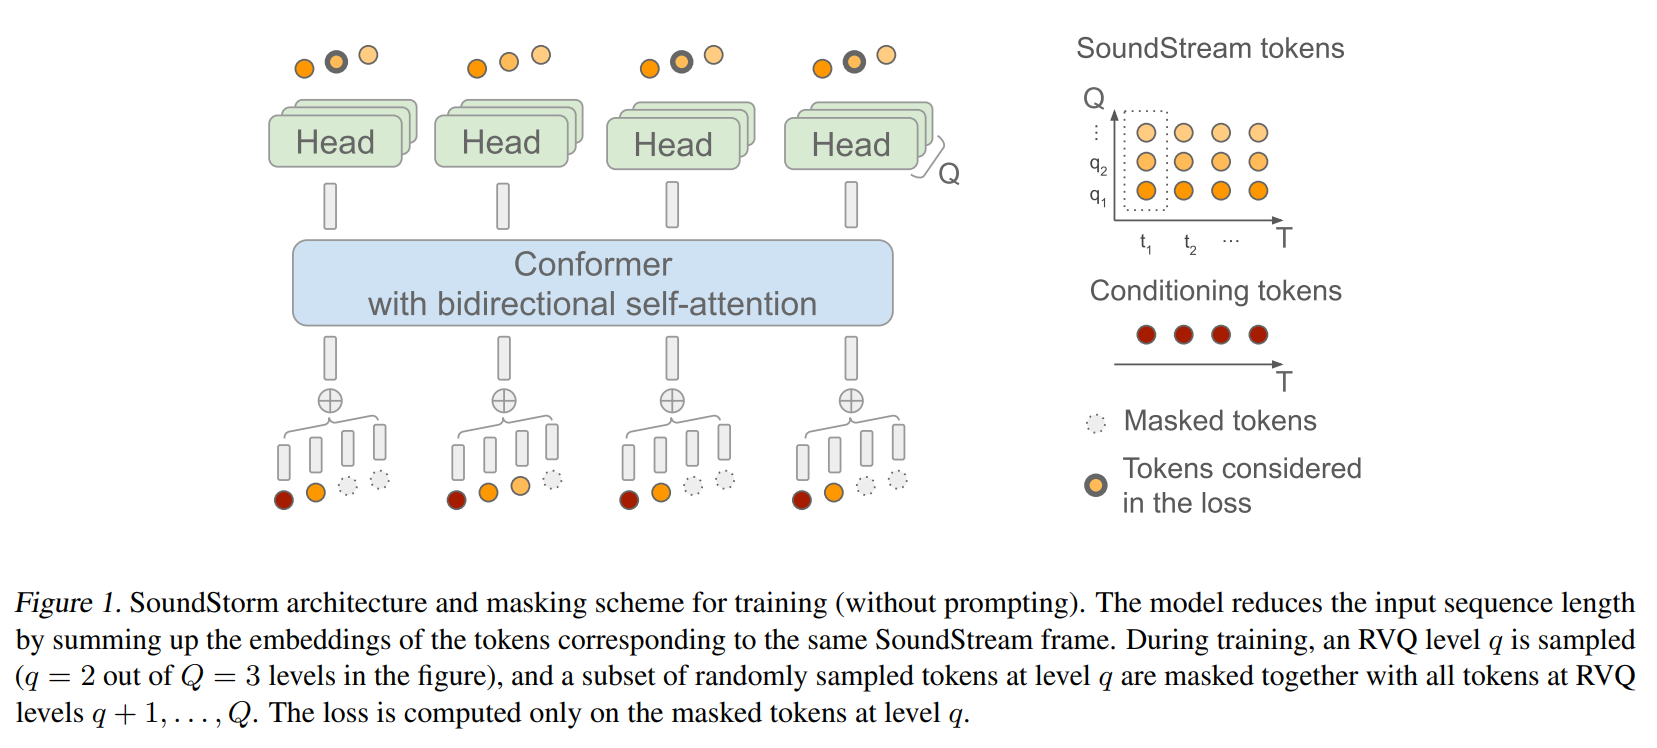 Head
Head
Head
Head
Q
Conformer
with bidirectional self-attention
SoundStream tokens
Q
⋮
q2
q1
t1 t2 ... T
Conditioning tokens
T
Masked tokens
Tokens considered
in the loss
Figure 1. SoundStorm architecture and masking scheme for training (without prompting). The model reduces the input sequence length
by summing up the embeddings of the tokens corresponding to the same SoundStream frame. During training, an RVQ level q is sampled
(q = 2 out of Q = 3 levels in the figure), and a subset of randomly sampled tokens at level q are masked together with all tokens at RVQ
levels q + 1, . . . , Q. The loss is computed only on the masked tokens at level q.